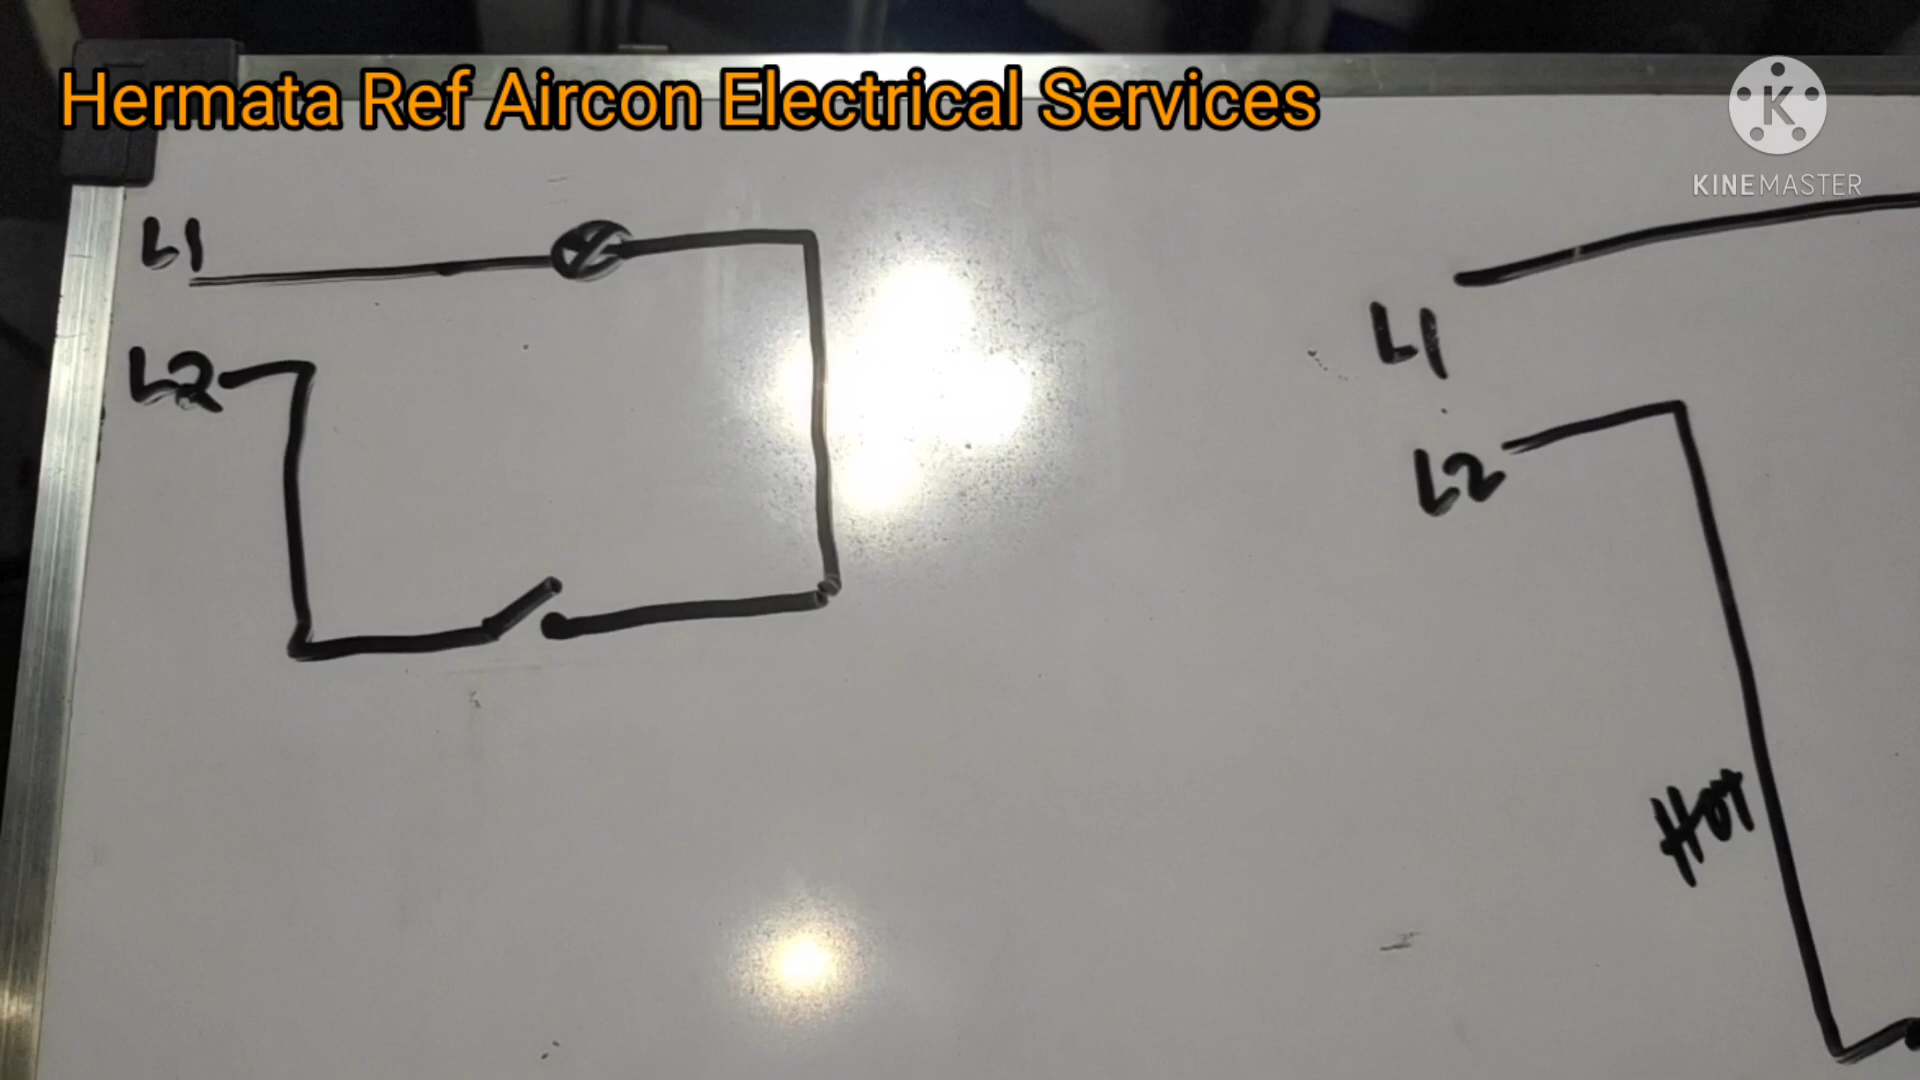 Hermata Ref Aircon Electrical Services
KINEMASTER
L1
L2
L1
L2
HOT